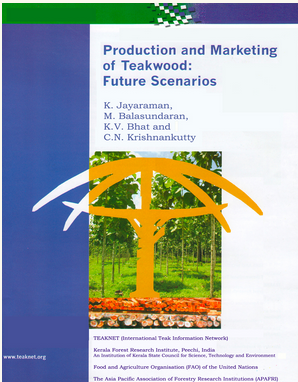 Production and Marketing
of Teakwood:
Future Scenarios
K. Jayaraman,
M. Balasundaran,
K.V. Bhat and
C.N. Krishnankutty
TEAKNET (International Teak Information Network)
Kerala Forest Research Institute, Peechi, India
An Institution of Kerala State Council for Science, Technology and Environment
www.teaknet.org
Food and Agriculture Organisation (FAO) of the United Nations
The Asia Pacific Association of Forestry Research Institutions (APAFRI)